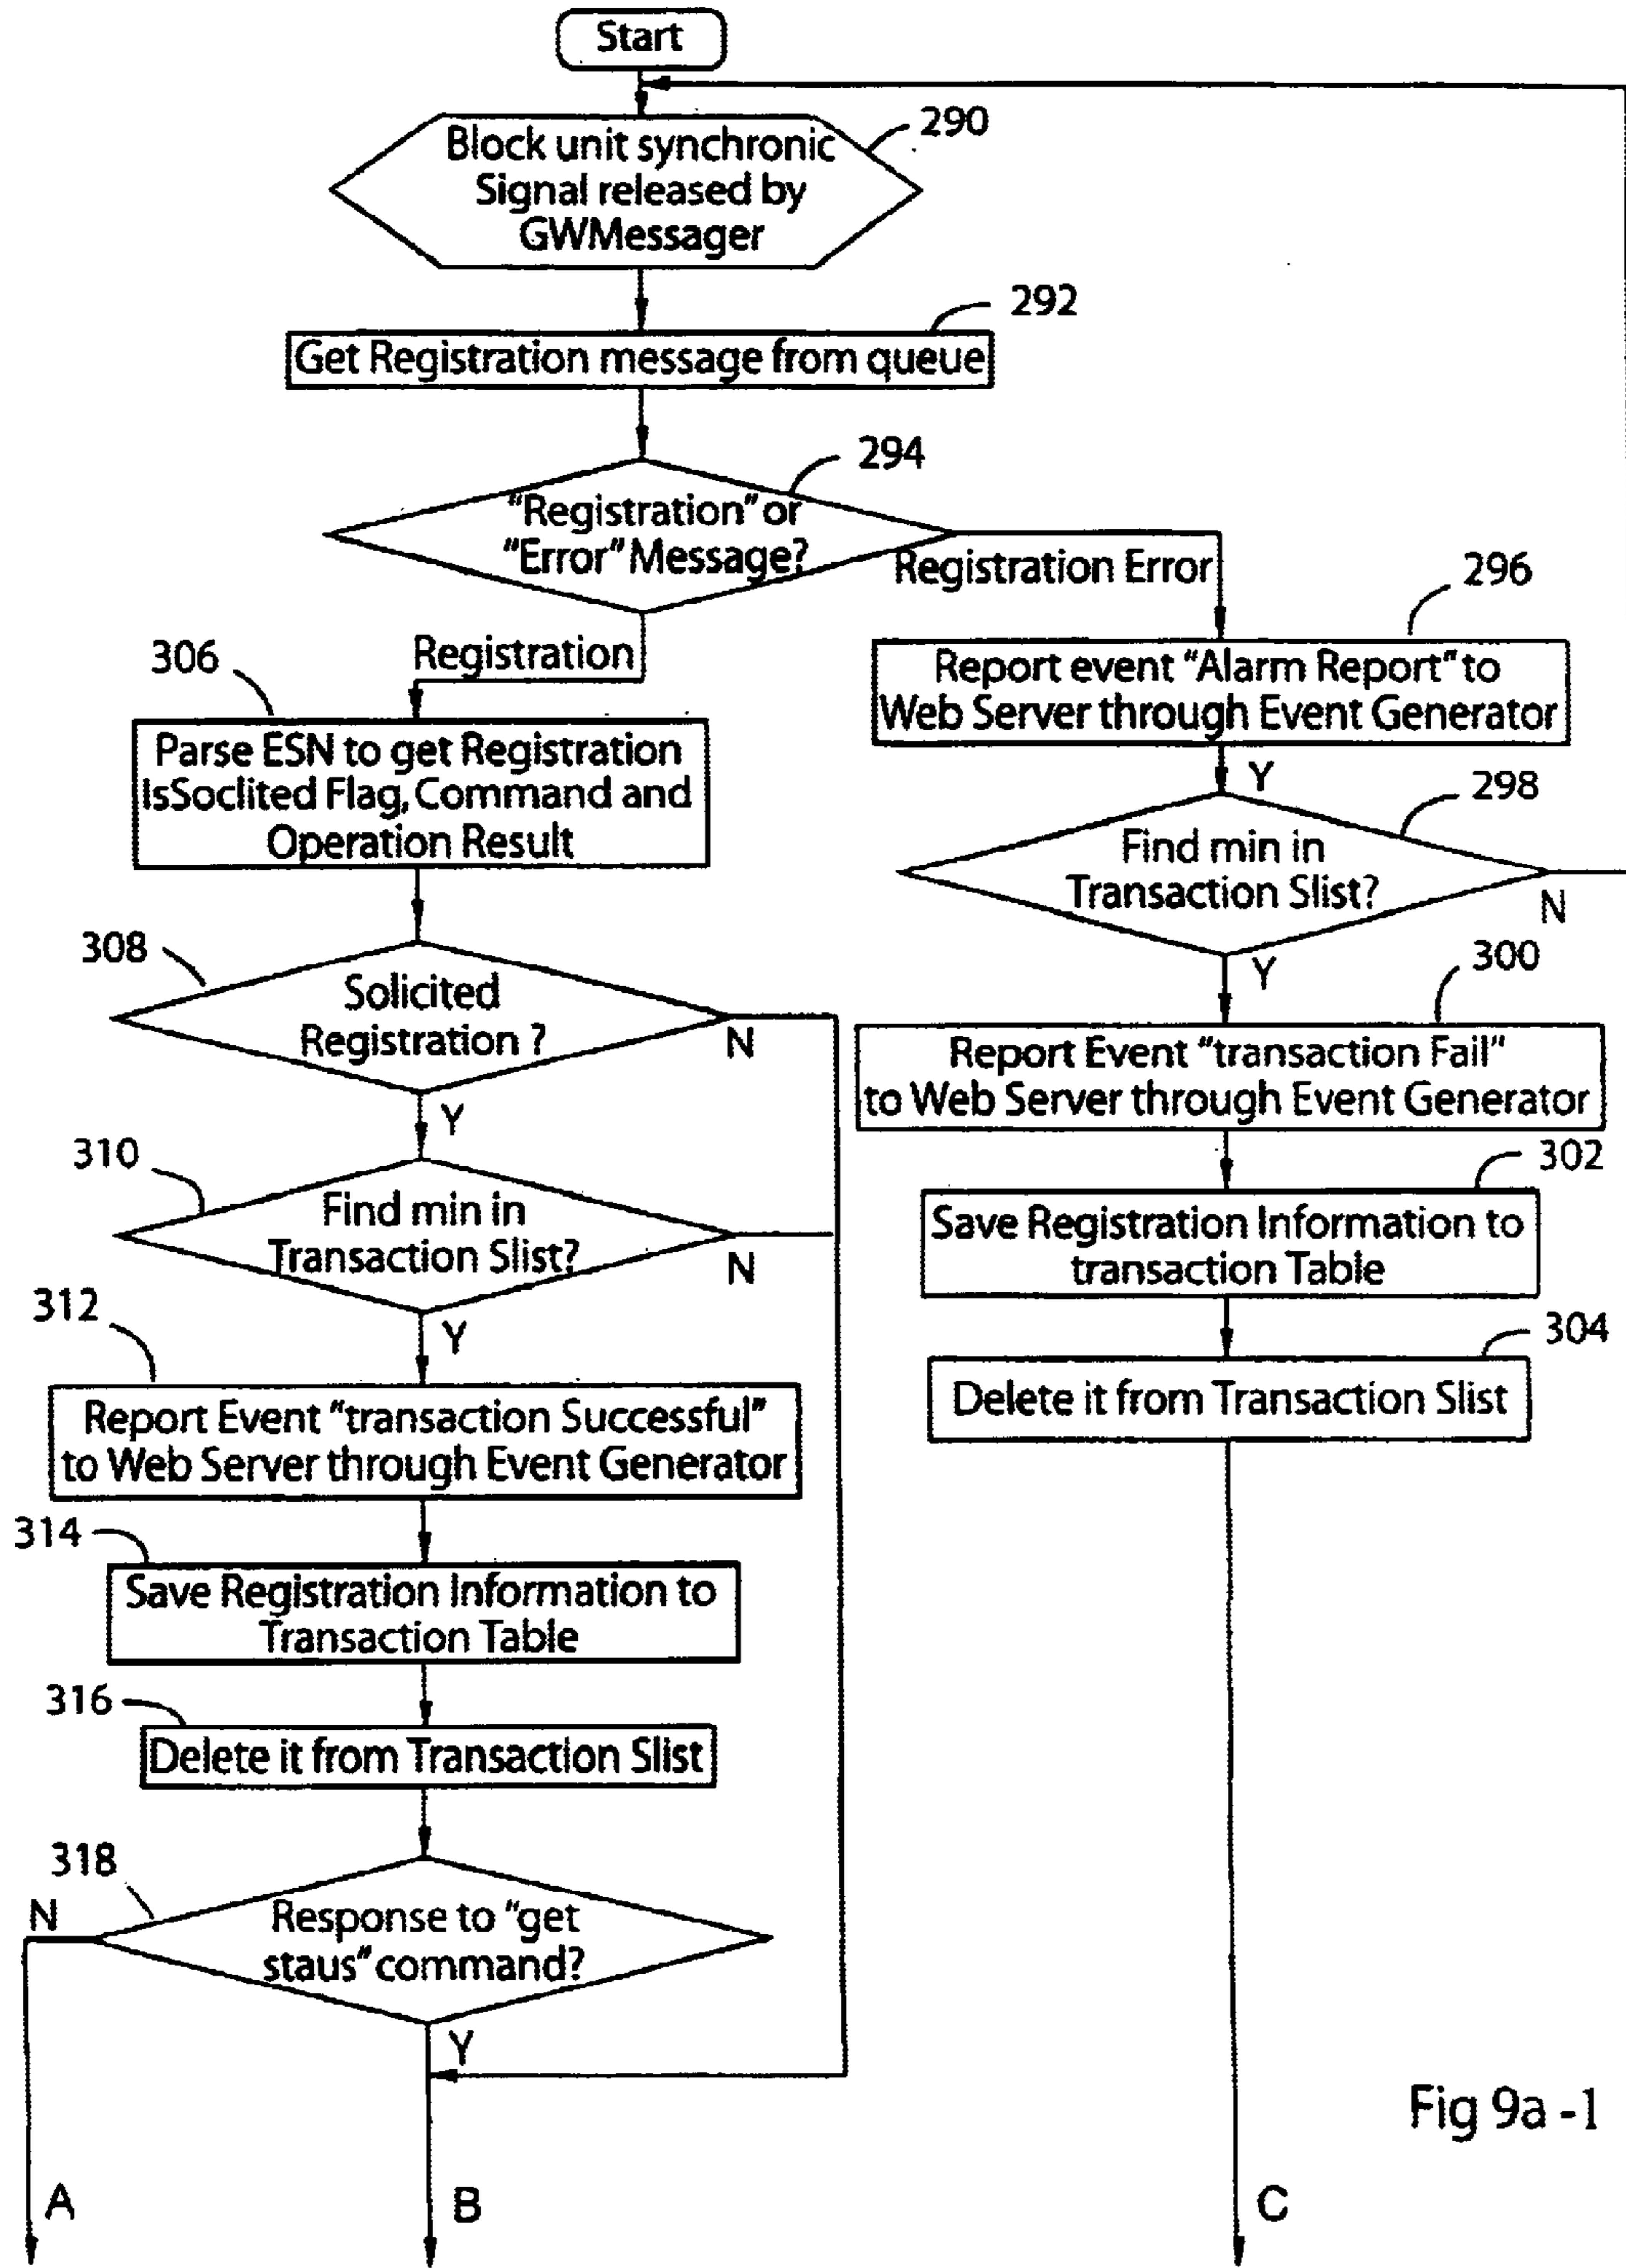 Start
290
Block unit synchronic
Signal released by
GWMessager
292
Get Registration message from queue
294
"Registration" or
"Error" Message?
Registration Error
296
Report event "Alarm Report" to
Web Server through Event Generator
Y
298
Find min in
Transaction Slist?
N
Y
300
Report Event "transaction Fail"
to Web Server through Event Generator
302
Save Registration Information to
transaction Table
304
Delete it from Transaction Slist
C
Registration
306
Parse ESN to get Registration
IsSoclited Flag, Command and
Operation Result
308
Solicited
Registration ?
N
Y
310
Find min in
Transaction Slist?
N
Y
312
Report Event "transaction Successful"
to Web Server through Event Generator
314
Save Registration Information to
Transaction Table
316
Delete it from Transaction Slist
318
Response to "get
staus" command?
N
Y
A
B
Fig 9a -1